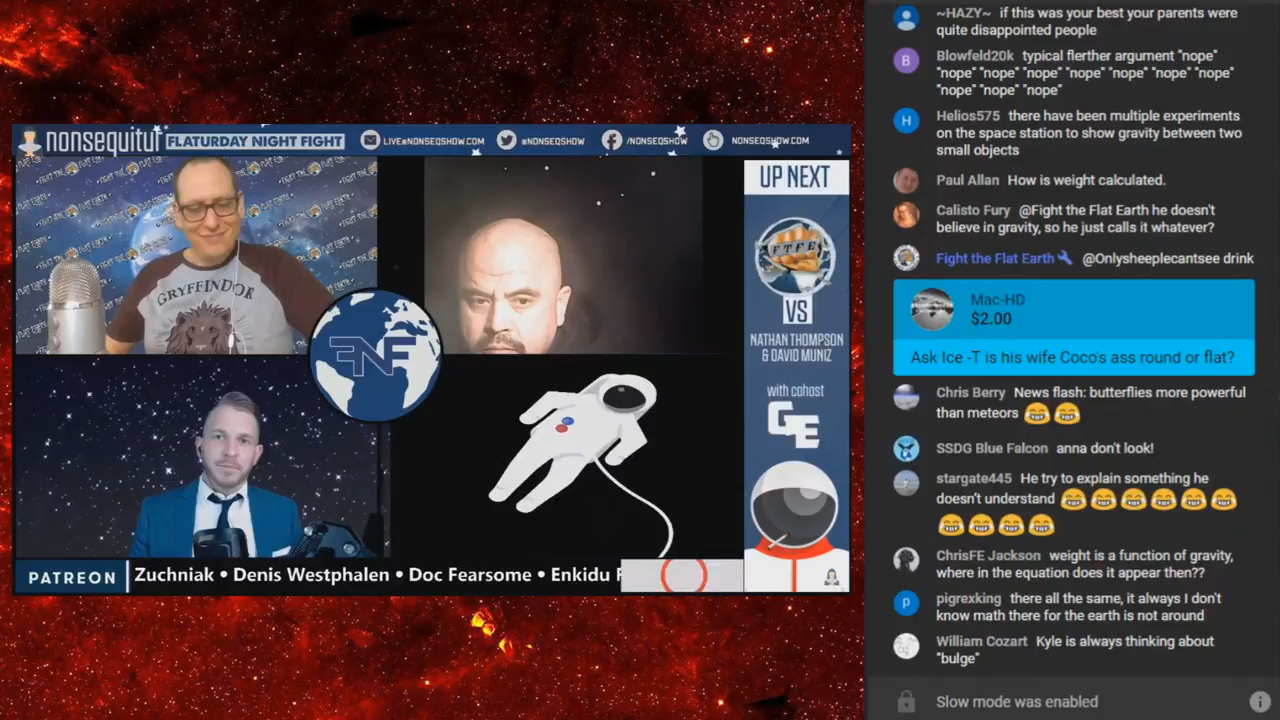 nonsequitur
FLATURDAY NIGHT FIGHT
LIVE@NONSEQSHOW.COM
@NONSEQSHOW
/NONSEQSHOW
NONSEQSHOW.COM
GRYFFINDOR
FNF
UP NEXT
FTFE
VS
NATHAN THOMPSON
& DAVID MUNIZ
with cohost
GE
PATREON
Zuchniak • Denis Westphalen • Doc Fearsome • Enkidu
~HAZY~ if this was your best your parents were
quite disappointed people
B
Blowfeld20k typical flerther argument "nope"
"nope" "nope" "nope" "nope" "nope" "nope" "nope"
"nope" "nope" "nope"
H
Helios575 there have been multiple experiments
on the space station to show gravity between two
small objects
Paul Allan How is weight calculated.
Calisto Fury @Fight the Flat Earth he doesn't
believe in gravity, so he just calls it whatever?
Fight the Flat Earth @Onlysheeplecantsee drink
Mac-HD
$2.00
Ask Ice -T is his wife Coco's ass round or flat?
Chris Berry News flash: butterflies more powerful
than meteors 😂😂
SSDG Blue Falcon anna don't look!
stargate445 He try to explain something he
doesn't understand 😂😂😂😂😂😂
😂😂😂😂
ChrisFE Jackson weight is a function of gravity,
where in the equation does it appear then??
p
pigrexking there all the same, it always I don't
know math there for the earth is not around
William Cozart Kyle is always thinking about
"bulge"
Slow mode was enabled